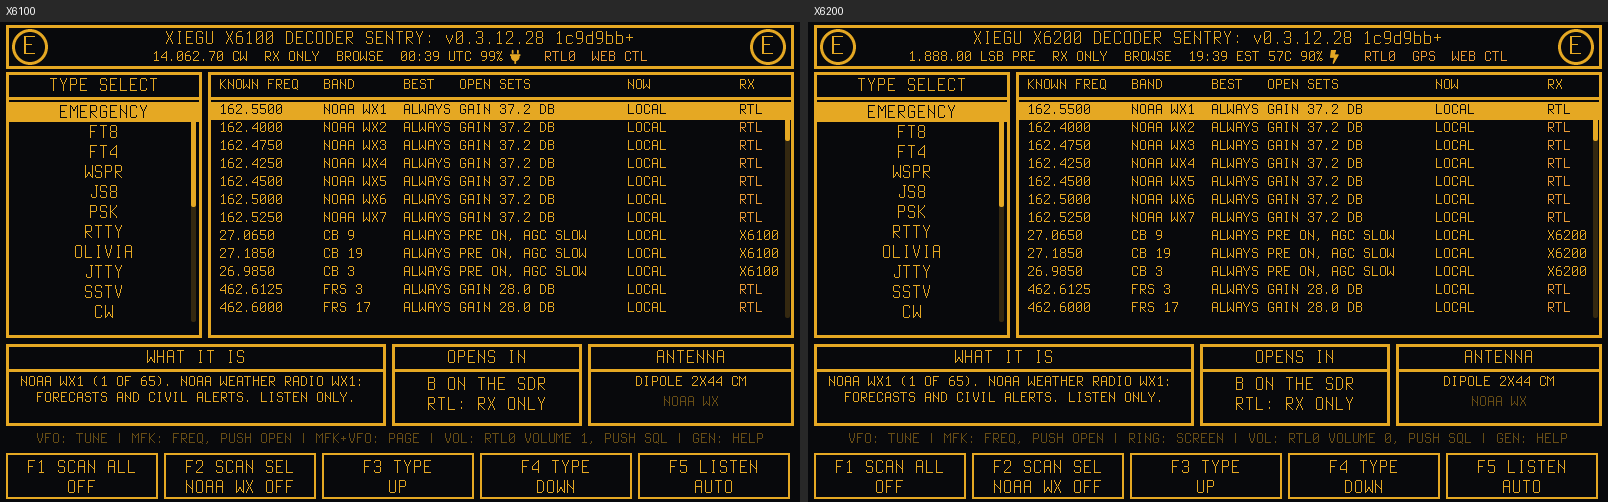 X6100
E
XIEGU X6100 DECODER SENTRY: v0.3.12.28 1c9d9bb+
14.062.70 CW RX ONLY BROWSE 00:39 UTC 99% RTL0 WEB CTL
E
TYPE SELECT
EMERGENCY
FT8
FT4
WSPR
JS8
PSK
RTTY
OLIVIA
JTTY
SSTV
CW
KNOWN FREQ BAND BEST OPEN SETS NOW RX
162.5500 NOAA WX1 ALWAYS GAIN 37.2 DB LOCAL RTL
162.4000 NOAA WX2 ALWAYS GAIN 37.2 DB LOCAL RTL
162.4750 NOAA WX3 ALWAYS GAIN 37.2 DB LOCAL RTL
162.4250 NOAA WX4 ALWAYS GAIN 37.2 DB LOCAL RTL
162.4500 NOAA WX5 ALWAYS GAIN 37.2 DB LOCAL RTL
162.5000 NOAA WX6 ALWAYS GAIN 37.2 DB LOCAL RTL
162.5250 NOAA WX7 ALWAYS GAIN 37.2 DB LOCAL RTL
27.0650 CB 9 ALWAYS PRE ON, AGC SLOW LOCAL X6100
27.1850 CB 19 ALWAYS PRE ON, AGC SLOW LOCAL X6100
26.9850 CB 3 ALWAYS PRE ON, AGC SLOW LOCAL X6100
462.6125 FRS 3 ALWAYS GAIN 28.0 DB LOCAL RTL
462.6000 FRS 17 ALWAYS GAIN 28.0 DB LOCAL RTL
WHAT IT IS
NOAA WX1 (1 OF 65). NOAA WEATHER RADIO WX1:
FORECASTS AND CIVIL ALERTS. LISTEN ONLY.
OPENS IN
B ON THE SDR
RTL: RX ONLY
ANTENNA
DIPOLE 2X44 CM
NOAA WX
VFO: TUNE | MFK: FREQ, PUSH OPEN | MFK+VFO: PAGE | VOL: RTL0 VOLUME 1, PUSH SQL | GEN: HELP
F1 SCAN ALL
OFF
F2 SCAN SEL
NOAA WX OFF
F3 TYPE
UP
F4 TYPE
DOWN
F5 LISTEN
AUTO
X6200
E
XIEGU X6200 DECODER SENTRY: v0.3.12.28 1c9d9bb+
1.888.00 LSB PRE RX ONLY BROWSE 19:39 EST 57C 90% RTL0 GPS WEB CTL
E
TYPE SELECT
EMERGENCY
FT8
FT4
WSPR
JS8
PSK
RTTY
OLIVIA
JTTY
SSTV
CW
KNOWN FREQ BAND BEST OPEN SETS NOW RX
162.5500 NOAA WX1 ALWAYS GAIN 37.2 DB LOCAL RTL
162.4000 NOAA WX2 ALWAYS GAIN 37.2 DB LOCAL RTL
162.4750 NOAA WX3 ALWAYS GAIN 37.2 DB LOCAL RTL
162.4250 NOAA WX4 ALWAYS GAIN 37.2 DB LOCAL RTL
162.4500 NOAA WX5 ALWAYS GAIN 37.2 DB LOCAL RTL
162.5000 NOAA WX6 ALWAYS GAIN 37.2 DB LOCAL RTL
162.5250 NOAA WX7 ALWAYS GAIN 37.2 DB LOCAL RTL
27.0650 CB 9 ALWAYS PRE ON, AGC SLOW LOCAL X6200
27.1850 CB 19 ALWAYS PRE ON, AGC SLOW LOCAL X6200
26.9850 CB 3 ALWAYS PRE ON, AGC SLOW LOCAL X6200
462.6125 FRS 3 ALWAYS GAIN 28.0 DB LOCAL RTL
462.6000 FRS 17 ALWAYS GAIN 28.0 DB LOCAL RTL
WHAT IT IS
NOAA WX1 (1 OF 65). NOAA WEATHER RADIO WX1:
FORECASTS AND CIVIL ALERTS. LISTEN ONLY.
OPENS IN
B ON THE SDR
RTL: RX ONLY
ANTENNA
DIPOLE 2X44 CM
NOAA WX
VFO: TUNE | MFK: FREQ, PUSH OPEN | RING: SCREEN | VOL: RTL0 VOLUME 0, PUSH SQL | GEN: HELP
F1 SCAN ALL
OFF
F2 SCAN SEL
NOAA WX OFF
F3 TYPE
UP
F4 TYPE
DOWN
F5 LISTEN
AUTO